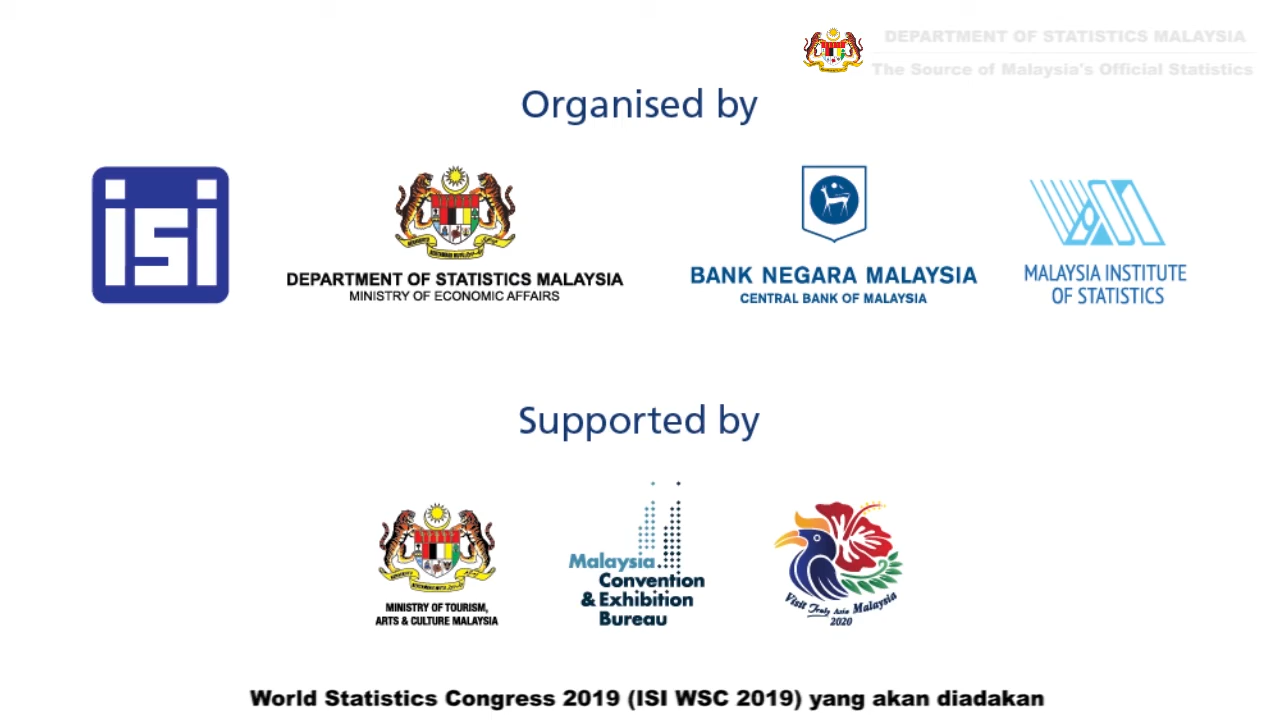 DEPARTMENT OF STATISTICS MALAYSIA
The Source of Malaysia's Official Statistics
Organised by
isi
DEPARTMENT OF STATISTICS MALAYSIA
MINISTRY OF ECONOMIC AFFAIRS
BANK NEGARA MALAYSIA
CENTRAL BANK OF MALAYSIA
MALAYSIA INSTITUTE
OF STATISTICS
Supported by
MINISTRY OF TOURISM,
ARTS & CULTURE MALAYSIA
Malaysia
Convention
& Exhibition
Bureau
Visit Truly Asia Malaysia
2020
World Statistics Congress 2019 (ISI WSC 2019) yang akan diadakan